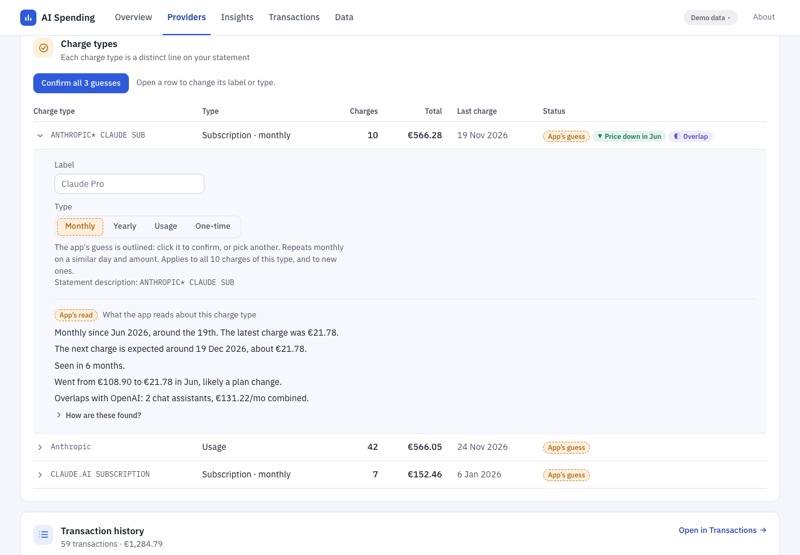 AI Spending Overview Providers Insights Transactions Data Demo data · About
Charge types
Each charge type is a distinct line on your statement
Confirm all 3 guesses Open a row to change its label or type.
Charge type Type Charges Total Last charge Status
ANTHROPIC* CLAUDE SUB Subscription · monthly 10 €566.28 19 Nov 2026 App's guess ▼ Price down in Jun Overlap
Label
Claude Pro
Type
Monthly Yearly Usage One-time
The app's guess is outlined: click it to confirm, or pick another. Repeats monthly
on a similar day and amount. Applies to all 10 charges of this type, and to new
ones.
Statement description: ANTHROPIC* CLAUDE SUB
App's read What the app reads about this charge type
Monthly since Jun 2026, around the 19th. The latest charge was €21.78.
The next charge is expected around 19 Dec 2026, about €21.78.
Seen in 6 months.
Went from €108.90 to €21.78 in Jun, likely a plan change.
Overlaps with OpenAI: 2 chat assistants, €131.22/mo combined.
How are these found?
Anthropic Usage 42 €566.05 24 Nov 2026 App's guess
CLAUDE.AI SUBSCRIPTION Subscription · monthly 7 €152.46 6 Jan 2026 App's guess
Transaction history
Open in Transactions →
59 transactions · €1,284.79